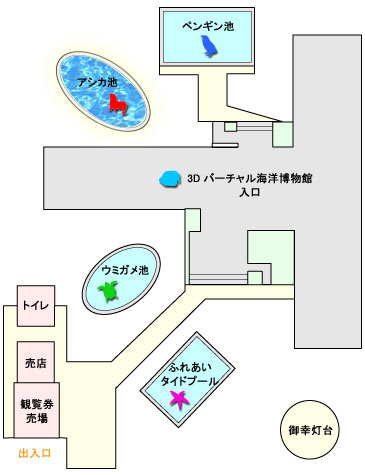 ペンギン池
アシカ池
3D バーチャル海洋博物館
入口
ウミガメ池
トイレ
売店
ふれあい
タイドプール
観覧券
売場
御幸灯台
出入口